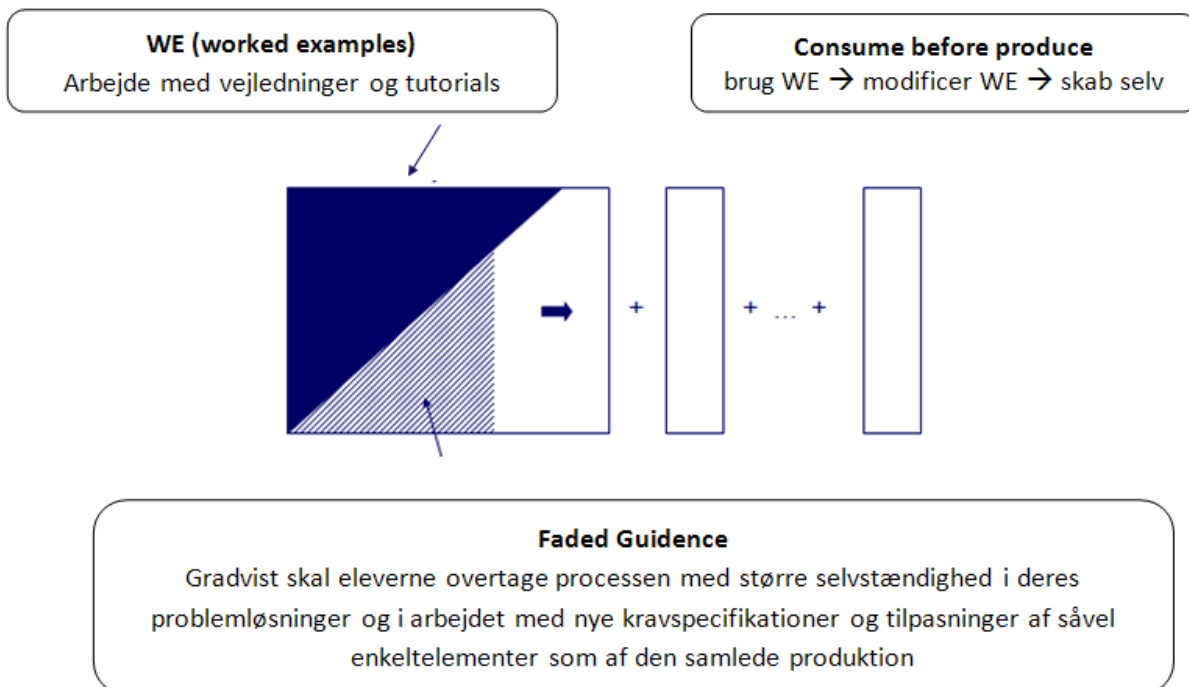 WE (worked examples)
Arbejde med vejledninger og tutorials
Consume before produce
brug WE → modificer WE → skab selv
+ + ... +
Faded Guidence
Gradvist skal eleverne overtage processen med større selvstændighed i deres
problemløsninger og i arbejdet med nye kravspecifikationer og tilpasninger af såvel
enkeltelementer som af den samlede produktion